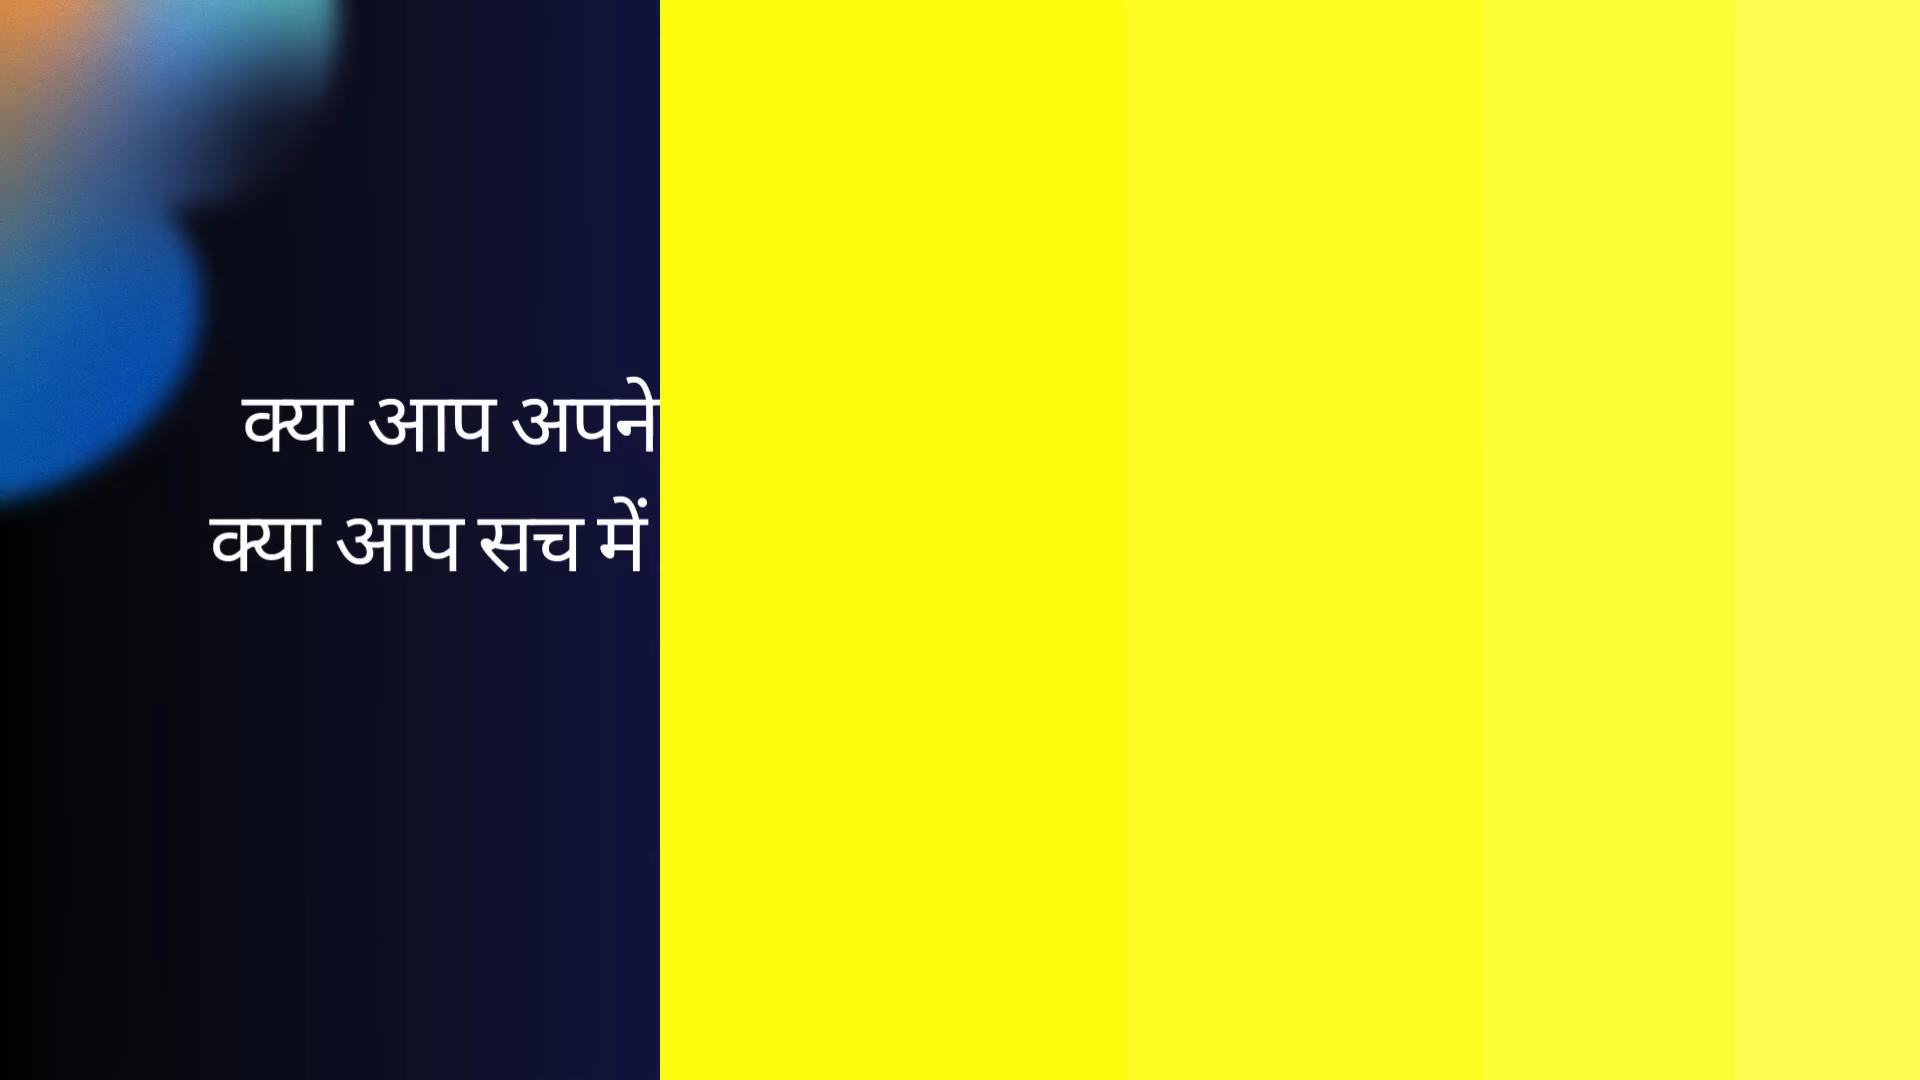 क्या आप अपने
क्या आप सच में